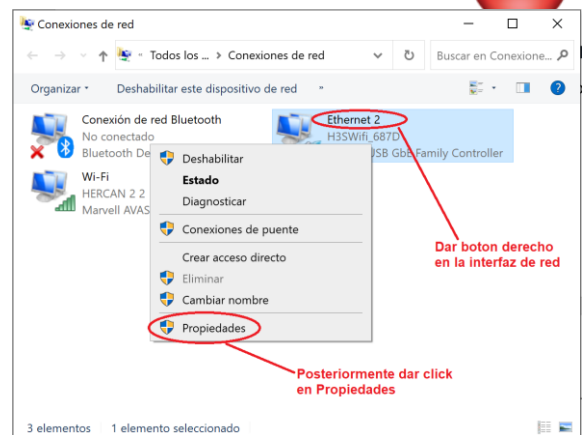 Conexiones de red
Todos los ... > Conexiones de red
Buscar en Conexione...
Organizar
Deshabilitar este dispositivo de red
»
Conexión de red Bluetooth
No conectado
Bluetooth De
Ethernet 2
H3SWifi_687D
USB GbE Family Controller
Wi-Fi
HERCAN 2 2
Marvell AVAS
Deshabilitar
Estado
Diagnosticar
Conexiones de puente
Crear acceso directo
Eliminar
Cambiar nombre
Propiedades
Dar boton derecho
en la interfaz de red
Posteriormente dar click
en Propiedades
3 elementos
1 elemento seleccionado